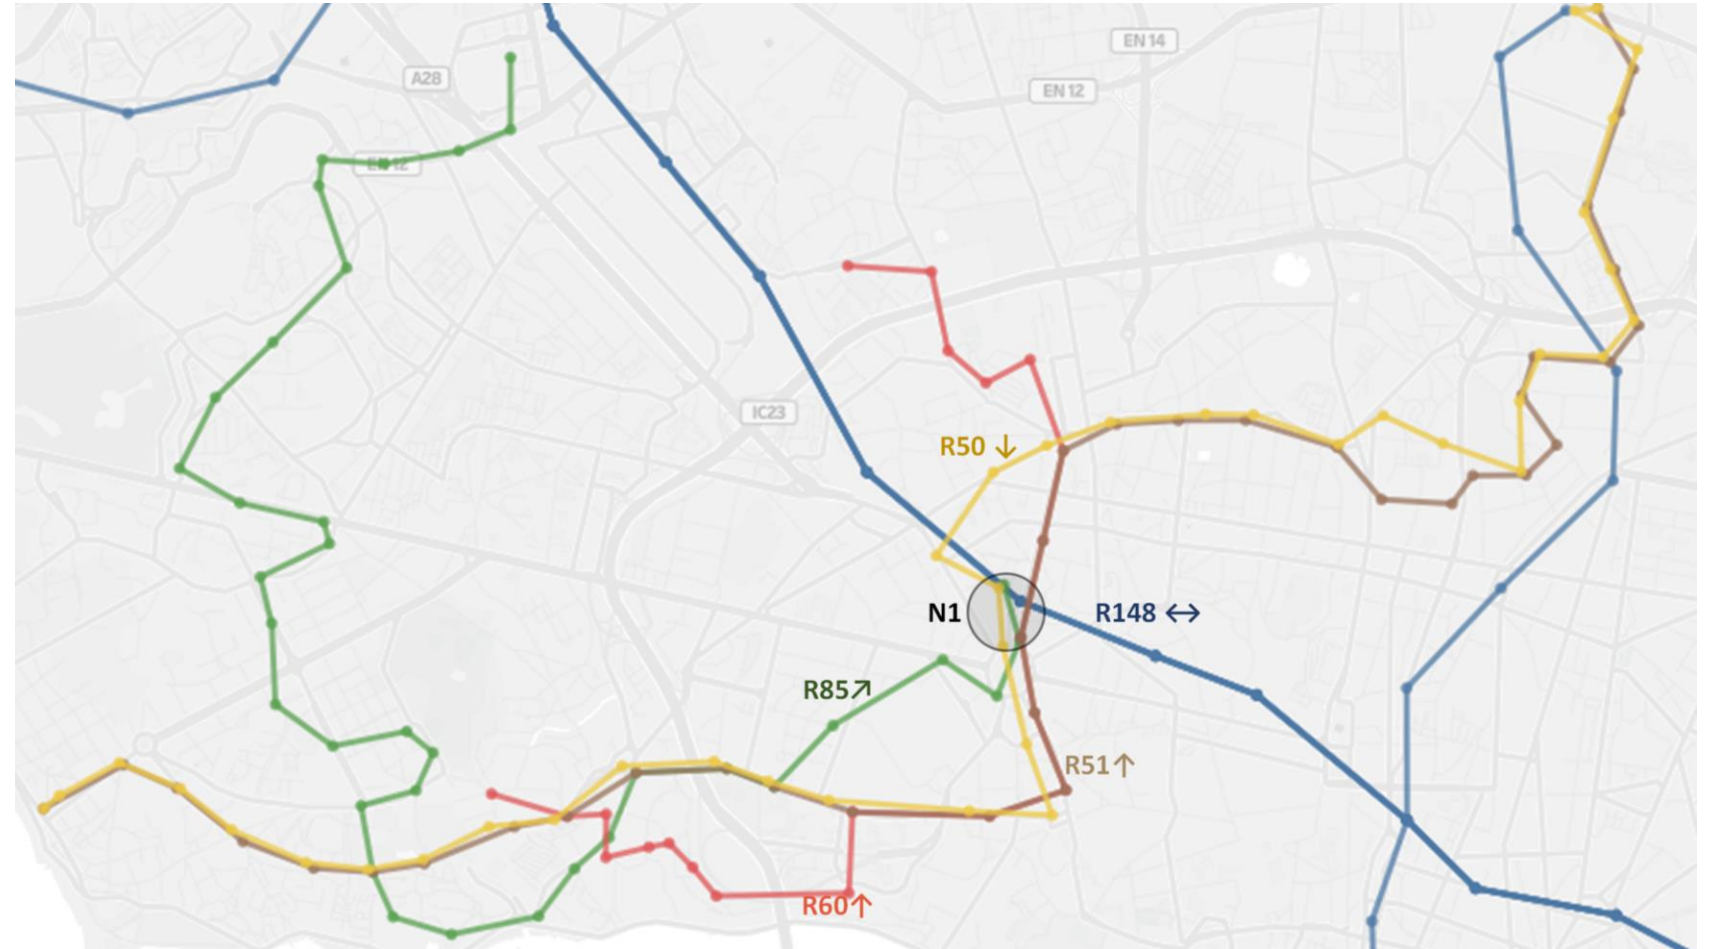 EN 14
A28
EN 12
EN 12
IC23
R50 ↓
N1
R148 ↔
R85↗
R51↑
R60↑